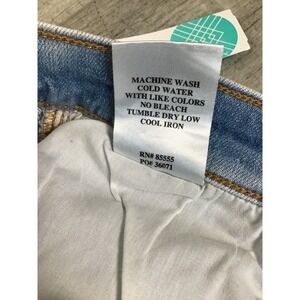 MACHINE WASH
COLD WATER
WITH LIKE COLORS
NO BLEACH
TUMBLE DRY LOW
COOL IRON
RN# 85555
PO# 36071